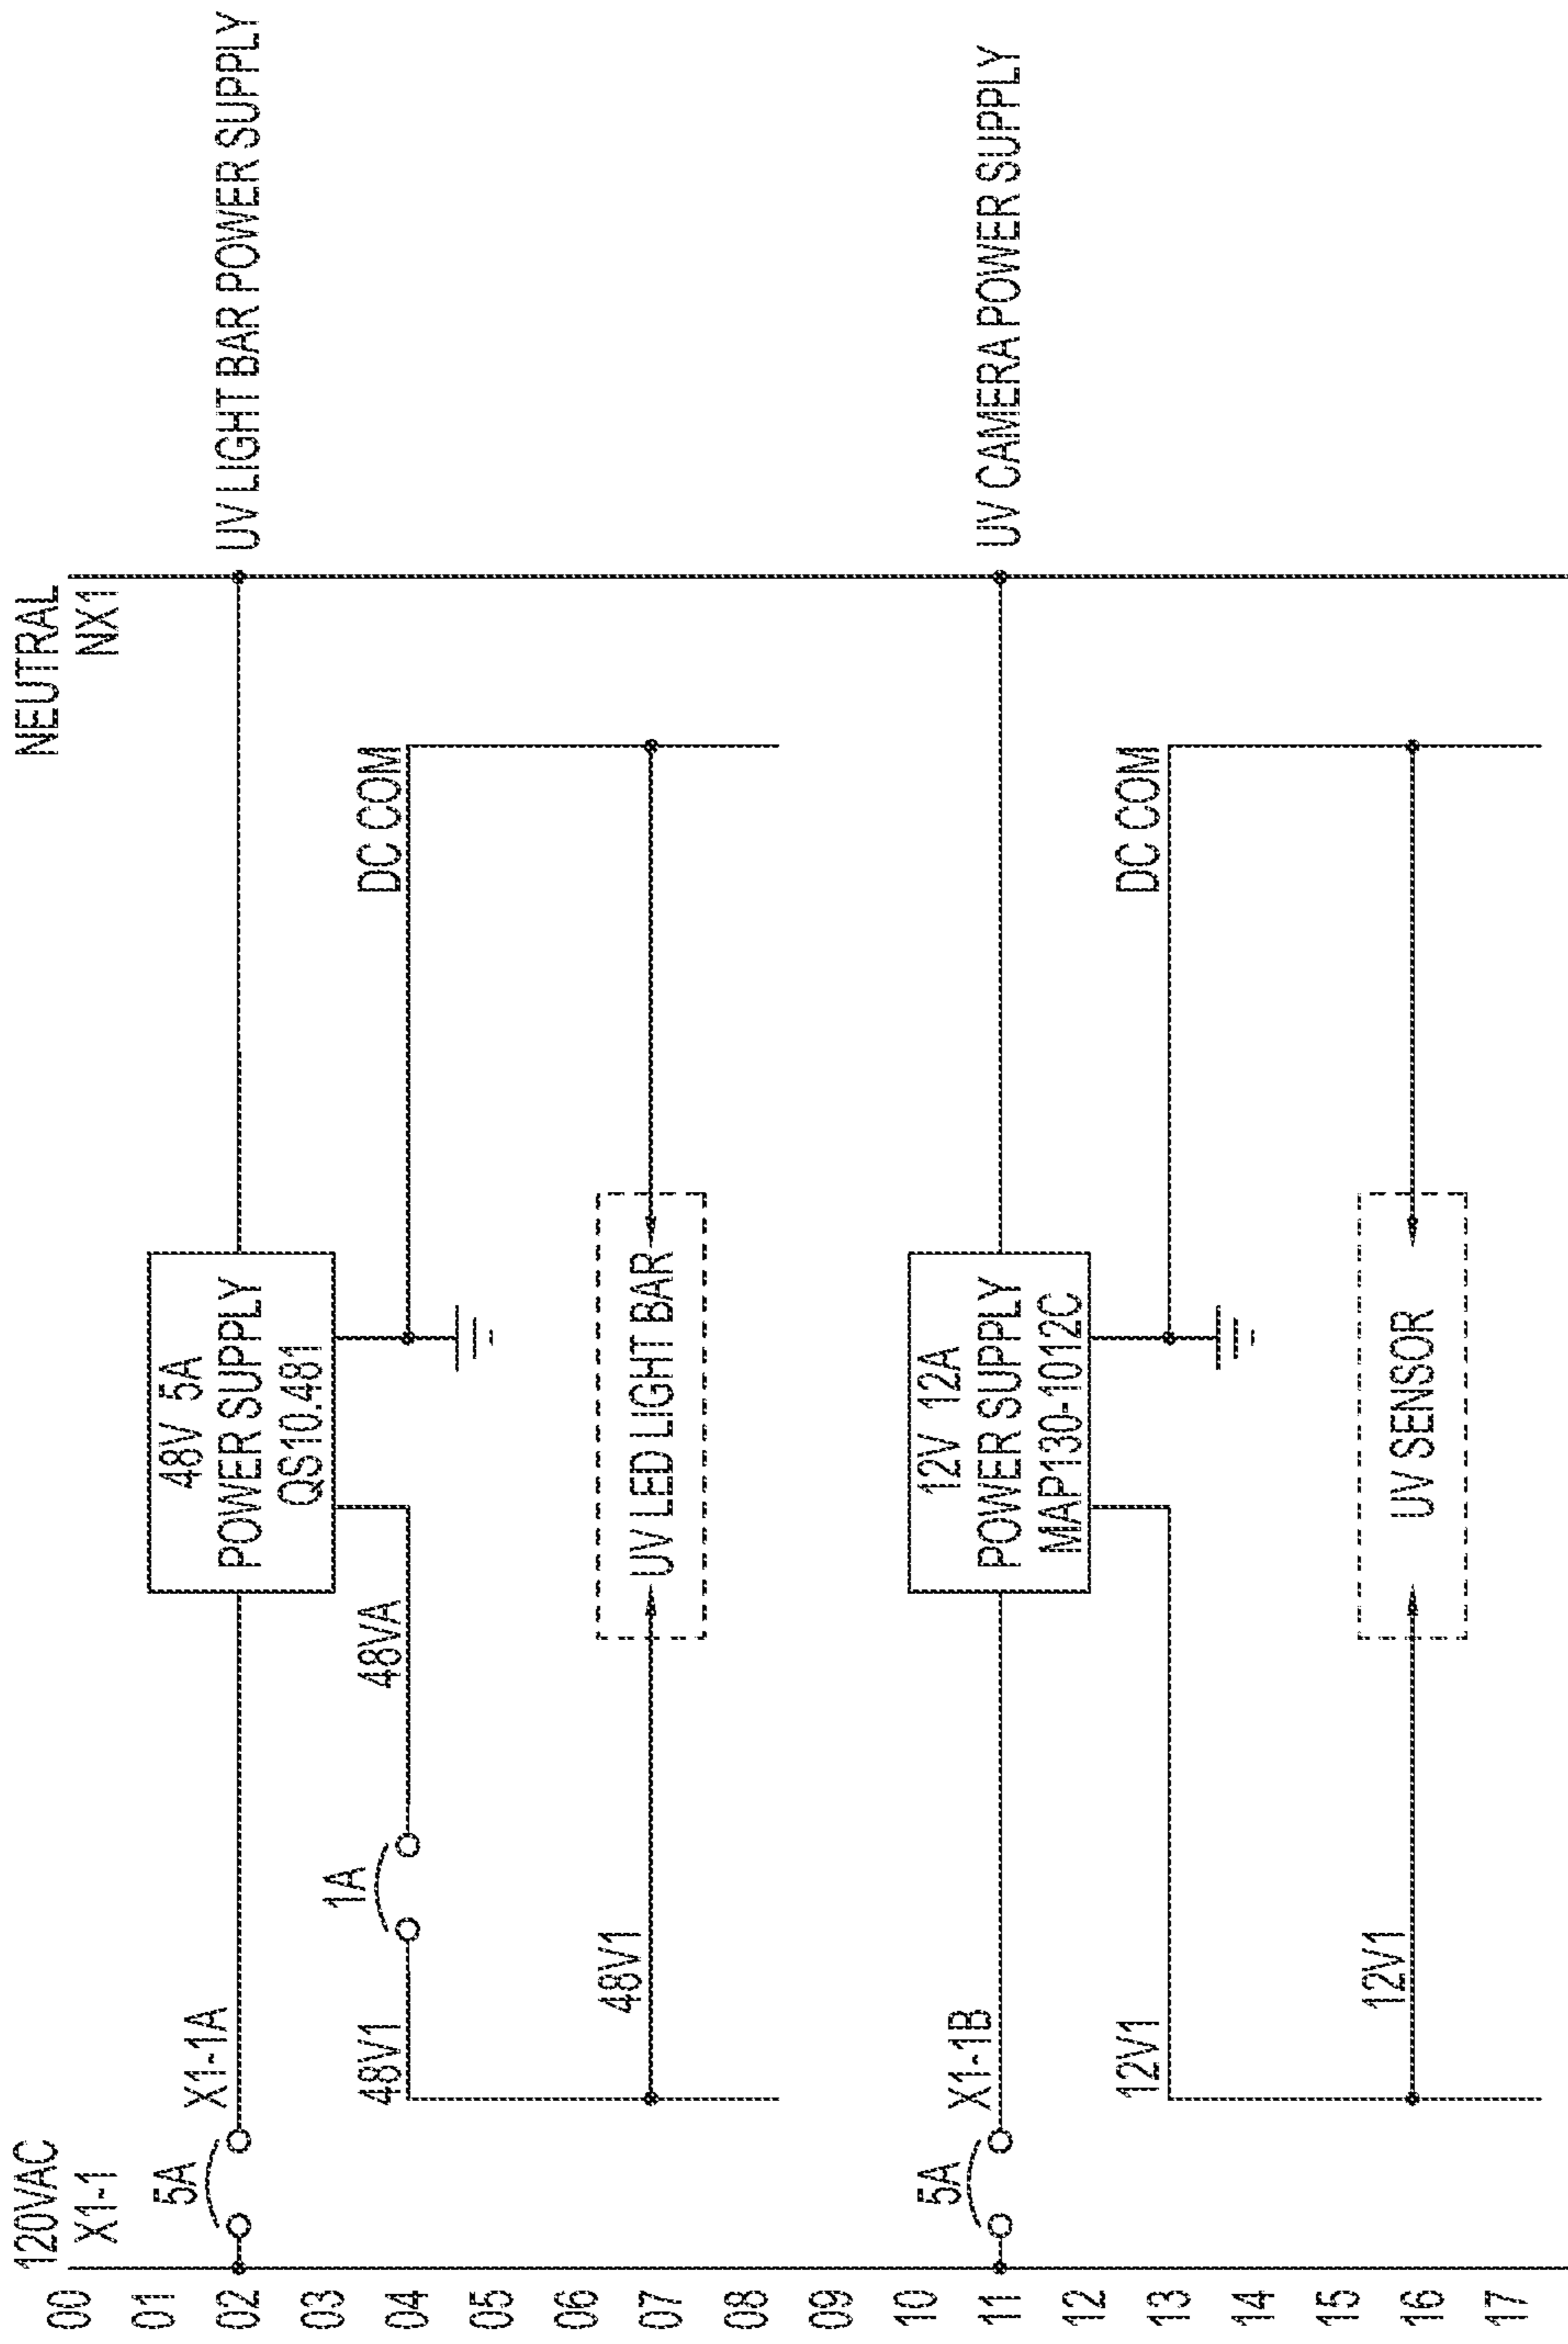 120VAC
X1-1
NEUTRAL
NX1
00
01
02
5A
X1-1A
48V 5A
POWER SUPPLY
QS10.481
UV LIGHT BAR POWER SUPPLY
03
04
48V1
1A
48VA
DC COM
05
06
07
48V1
UV LED LIGHT BAR
08
09
10
11
5A
X1-1B
12V 12A
POWER SUPPLY
MAP130-1012C
UV CAMERA POWER SUPPLY
12
13
12V1
DC COM
14
15
16
12V1
UV SENSOR
17